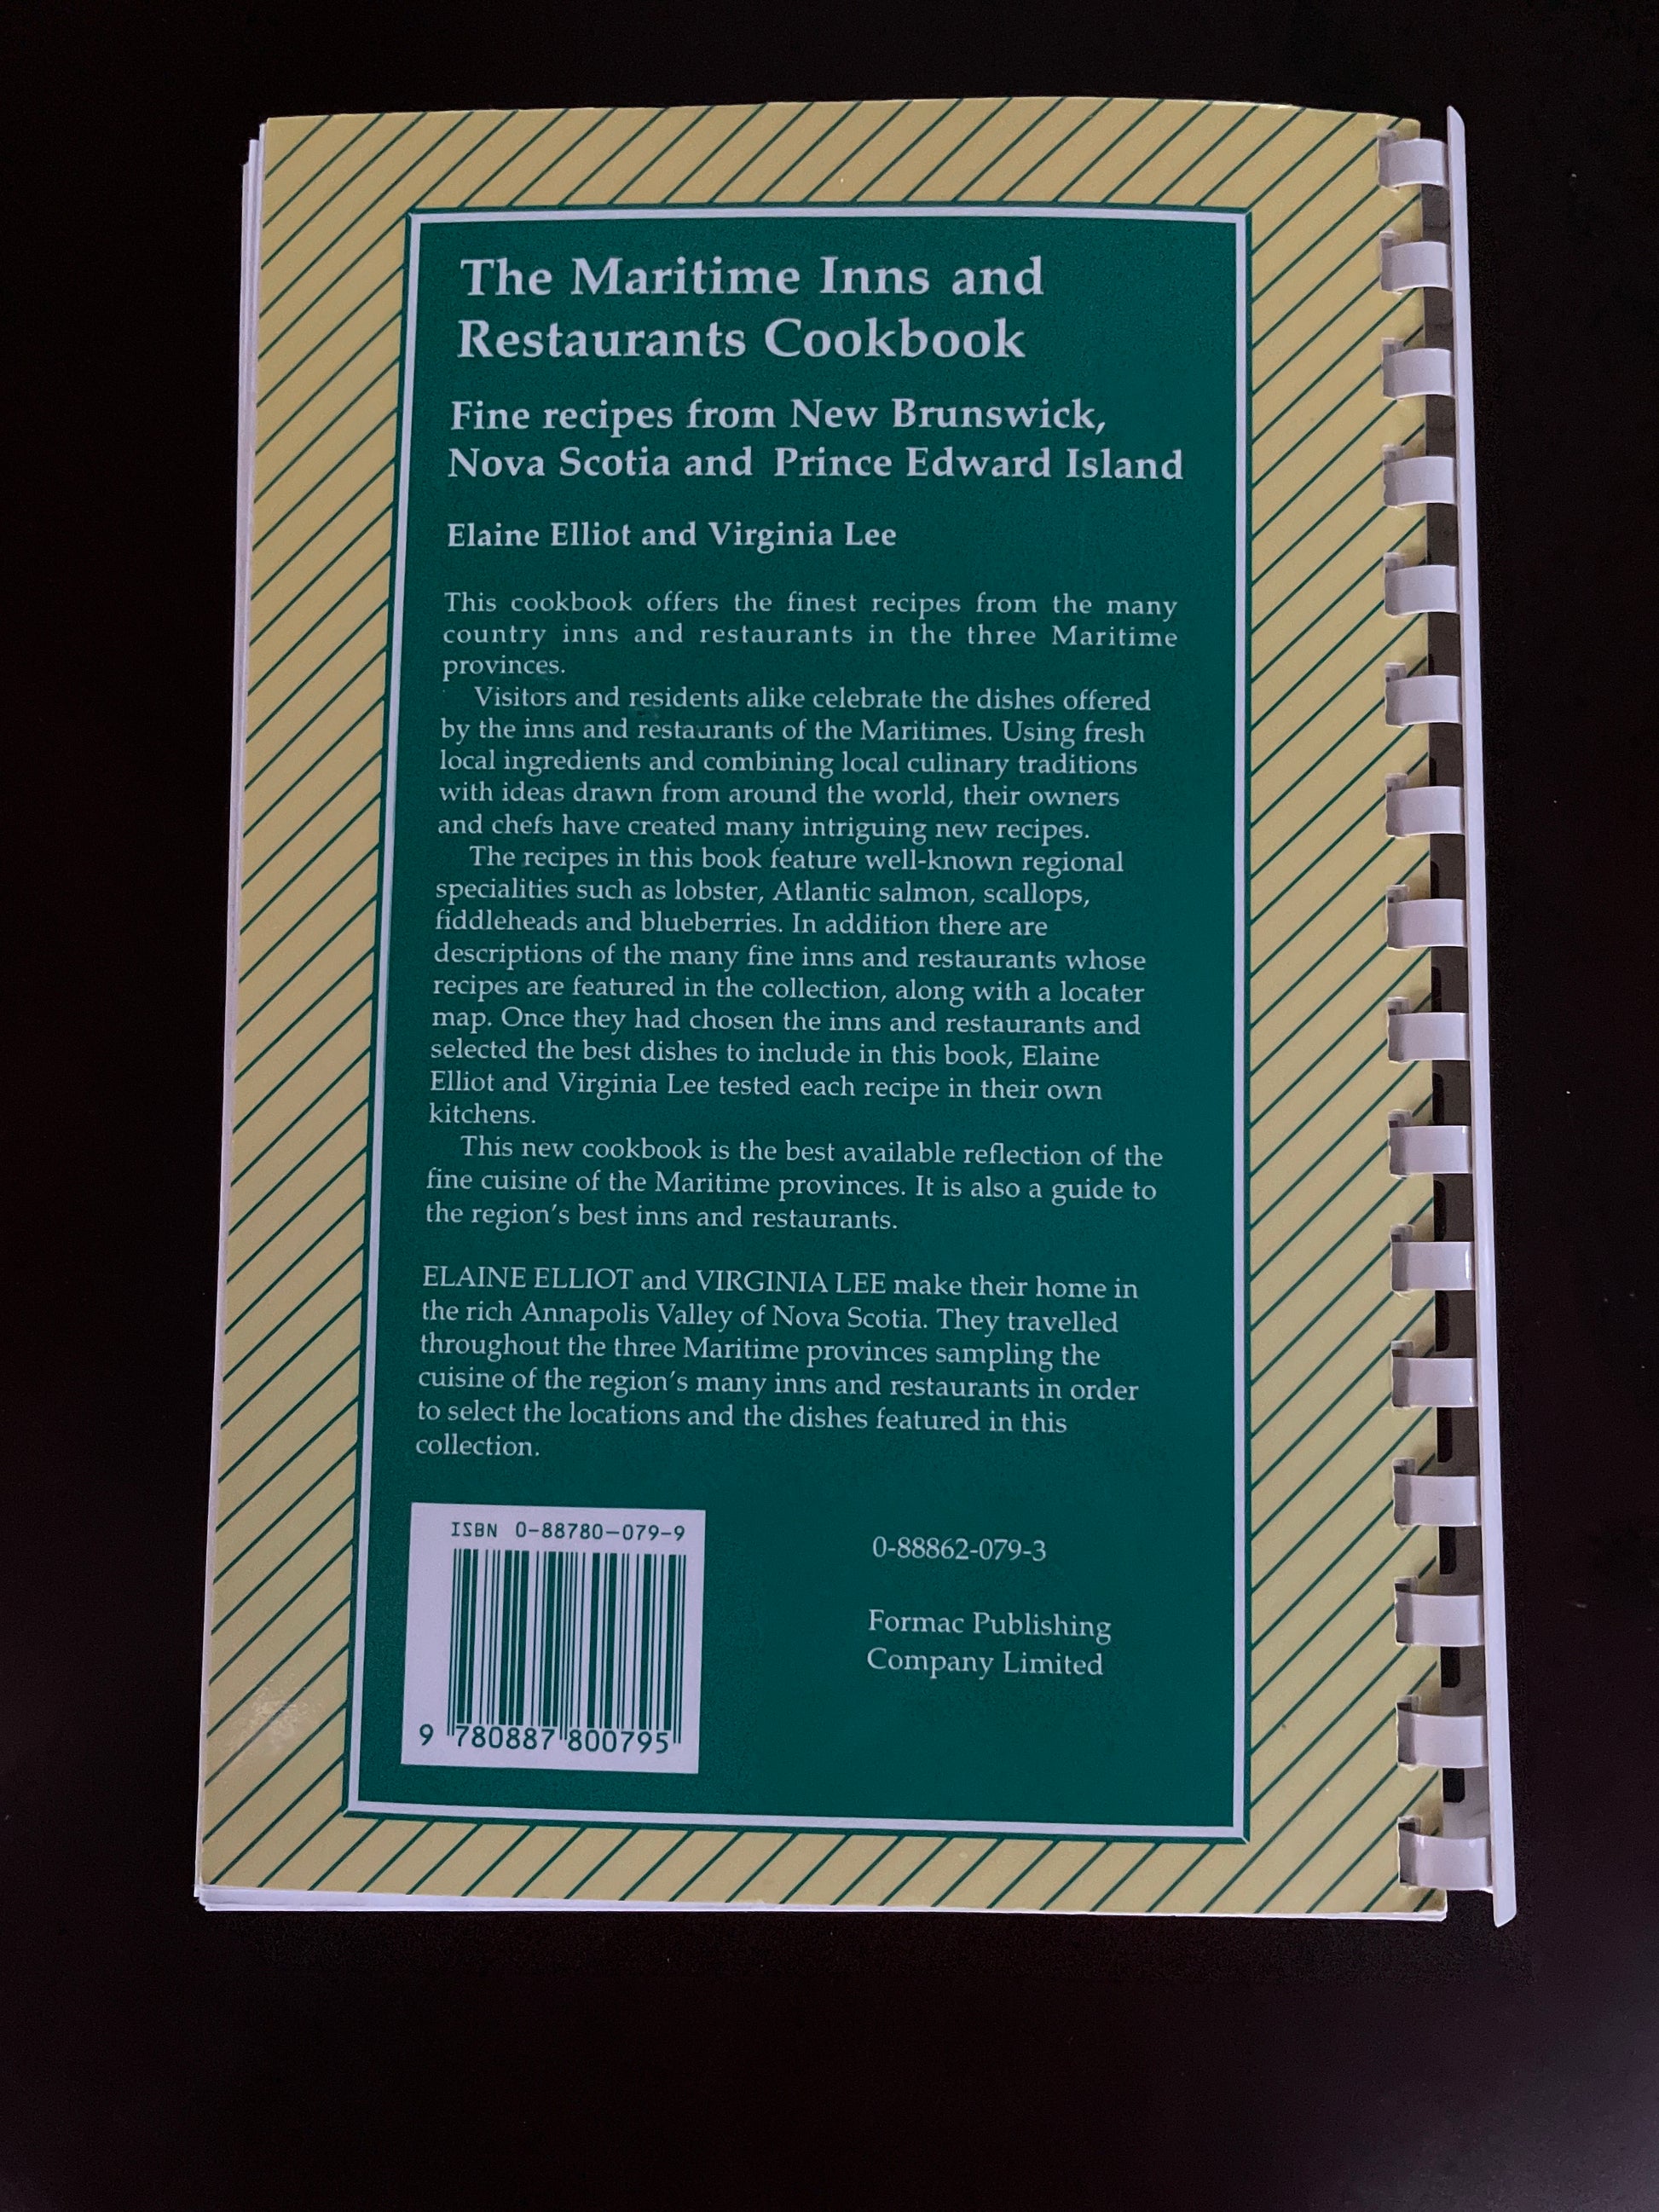 The Maritime Inns and
Restaurants Cookbook
Fine recipes from New Brunswick,
Nova Scotia and Prince Edward Island
Elaine Elliot and Virginia Lee
This cookbook offers the finest recipes from the many
country inns and restaurants in the three Maritime
provinces.
Visitors and residents alike celebrate the dishes offered
by the inns and restaurants of the Maritimes. Using fresh
local ingredients and combining local culinary traditions
with ideas drawn from around the world, their owners
and chefs have created many intriguing new recipes.
The recipes in this book feature well-known regional
specialities such as lobster, Atlantic salmon, scallops,
fiddleheads and blueberries. In addition there are
descriptions of the many fine inns and restaurants whose
recipes are featured in the collection, along with a locater
map. Once they had chosen the inns and restaurants and
selected the best dishes to include in this book, Elaine
Elliot and Virginia Lee tested each recipe in their own
kitchens.
This new cookbook is the best available reflection of the
fine cuisine of the Maritime provinces. It is also a guide to
the region's best inns and restaurants.
ELAINE ELLIOT and VIRGINIA LEE make their home in
the rich Annapolis Valley of Nova Scotia. They travelled
throughout the three Maritime provinces sampling the
cuisine of the region's many inns and restaurants in order
to select the locations and the dishes featured in this
collection.
ISBN 0-88780-079-9
9 780887 800795
0-88862-079-3
Formac Publishing
Company Limited